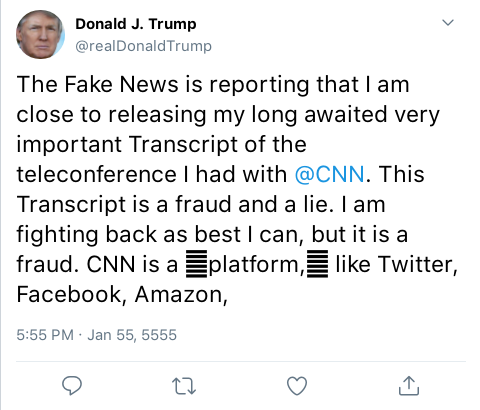 Donald J. Trump
@realDonaldTrump
The Fake News is reporting that I am
close to releasing my long awaited very
important Transcript of the
teleconference I had with @CNN. This
Transcript is a fraud and a lie. I am
fighting back as best I can, but it is a
fraud. CNN is a platform, like Twitter,
Facebook, Amazon,
5:55 PM · Jan 55, 5555